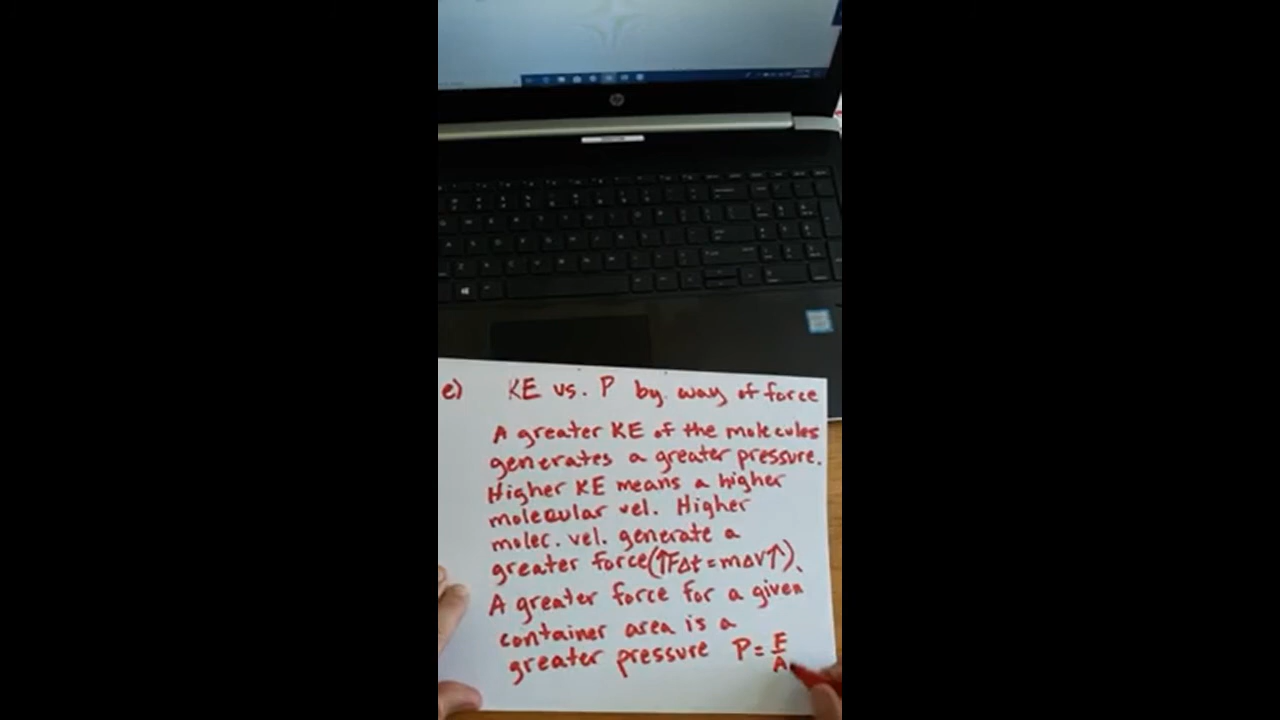 hp
e) KE vs. P by way of force
A greater KE of the molecules
generates a greater pressure.
Higher KE means a higher
molecular vel. Higher
molec. vel. generate a
greater force(↑FΔt = mΔV↑).
A greater force for a given
container area is a
greater pressure P = F
A